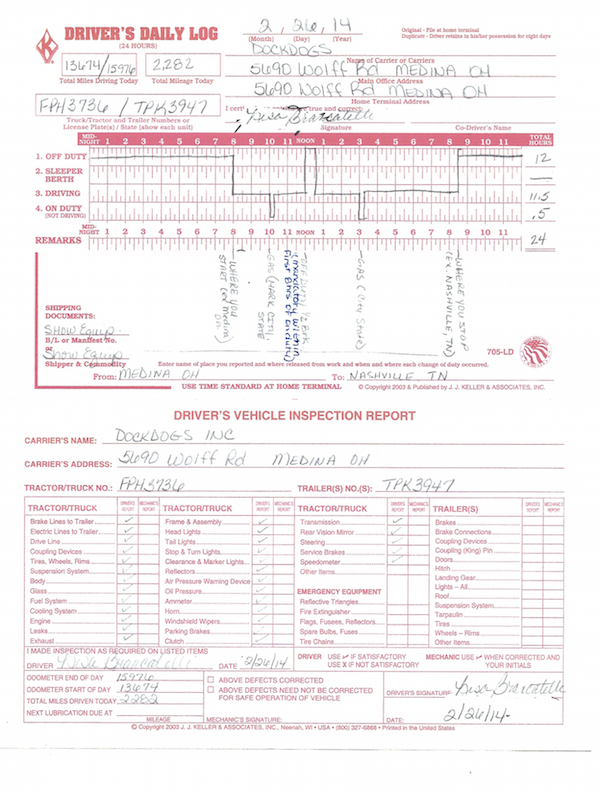 DRIVER'S DAILY LOG
(24 HOURS)
2, 26, 14
(Month) (Day) (Year)
Original - File at home terminal
Duplicate - Driver retains in his/her possession for eight days
DOCKDOGS
Name of Carrier or Carriers
13674/15976
2,282
Total Miles Driving Today
Total Mileage Today
5690 Wolff Rd MEDINA OH
Main Office Address
5690 Wolff Rd MEDINA OH
Home Terminal Address
FPH3736 / TPK3947
Truck/Tractor and Trailer Numbers or
License Plate(s) / State (show each unit)
I certify these entries are true and correct:
Lisa Brancatelle
Signature
Co-Driver's Name
MID-NIGHT 1 2 3 4 5 6 7 8 9 10 11 NOON 1 2 3 4 5 6 7 8 9 10 11 TOTAL HOURS
1. OFF DUTY 12
2. SLEEPER BERTH —
3. DRIVING 11.5
4. ON DUTY (NOT DRIVING) .5
MID-NIGHT 1 2 3 4 5 6 7 8 9 10 11 NOON 1 2 3 4 5 6 7 8 9 10 11
REMARKS 24
-WHERE YOU START (ex Medina OH)
-GAS (MARK CITY, STATE
-OFF DUTY 1/2 BRK
(mandatory within First 8hrs of on duty)
-GAS (City State)
-WHERE YOU STOP (EX. NASHVILLE, TN)
SHIPPING DOCUMENTS:
Show Equip.
B/L or Manifest No.
or
Show Equip
Shipper & Commodity
705-LD
Enter name of place you reported and where released from work and when and where each change of duty occurred.
From: MEDINA OH To: NASHVILLE TN
USE TIME STANDARD AT HOME TERMINAL
© Copyright 2003 & Published by J. J. KELLER & ASSOCIATES, INC.
DRIVER'S VEHICLE INSPECTION REPORT
CARRIER'S NAME: DOCKDOGS INC
CARRIER'S ADDRESS: 5690 Wolff Rd MEDINA OH
TRACTOR/TRUCK NO.: FPH3736 TRAILER(S) NO.(S): TPK3947
TRACTOR/TRUCK DRIVER'S REPORT MECHANIC'S REPORT
Brake Lines to Trailer ✓
Electric Lines to Trailer ✓
Drive Line ✓
Coupling Devices ✓
Tires, Wheels, Rims ✓
Suspension System ✓
Body ✓
Glass ✓
Fuel System ✓
Cooling System ✓
Engine ✓
Leaks ✓
Exhaust ✓
TRACTOR/TRUCK DRIVER'S REPORT MECHANIC'S REPORT
Frame & Assembly ✓
Head Lights ✓
Tail Lights ✓
Stop & Turn Lights ✓
Clearance & Marker Lights ✓
Reflectors ✓
Air Pressure Warning Device
Oil Pressure ✓
Ammeter ✓
Horn ✓
Windshield Wipers ✓
Parking Brakes ✓
Clutch ✓
TRACTOR/TRUCK DRIVER'S REPORT MECHANIC'S REPORT
Transmission ✓
Rear Vision Mirror ✓
Steering ✓
Service Brakes ✓
Speedometer ✓
Other Items
EMERGENCY EQUIPMENT
Reflective Triangles
Fire Extinguisher
Flags, Fusees, Reflectors
Spare Bulbs, Fuses
Tire Chains
TRAILER(S) DRIVER'S REPORT MECHANIC'S REPORT
Brakes
Brake Connections
Coupling Devices
Coupling (King) Pin
Doors
Hitch
Landing Gear
Lights – All
Roof
Suspension System
Tarpaulin
Tires
Wheels – Rims
Other Items
I MADE INSPECTION AS REQUIRED ON LISTED ITEMS
DRIVER Lisa Brancatelle DATE 2/26/14
DRIVER USE ✓ IF SATISFACTORY
USE X IF NOT SATISFACTORY
MECHANIC USE ✓ WHEN CORRECTED AND YOUR INITIALS
ODOMETER END OF DAY 15976
ODOMETER START OF DAY 13674
TOTAL MILES DRIVEN TODAY 2282
NEXT LUBRICATION DUE AT
MILEAGE
☐ ABOVE DEFECTS CORRECTED
☐ ABOVE DEFECTS NEED NOT BE CORRECTED FOR SAFE OPERATION OF VEHICLE
MECHANIC'S SIGNATURE:
DRIVER'S SIGNATURE: Lisa Brancatelle
DATE: 2/26/14
© Copyright 2003 J. J. KELLER & ASSOCIATES, INC., Neenah, WI • USA • (800) 327-6868 • Printed in the United States